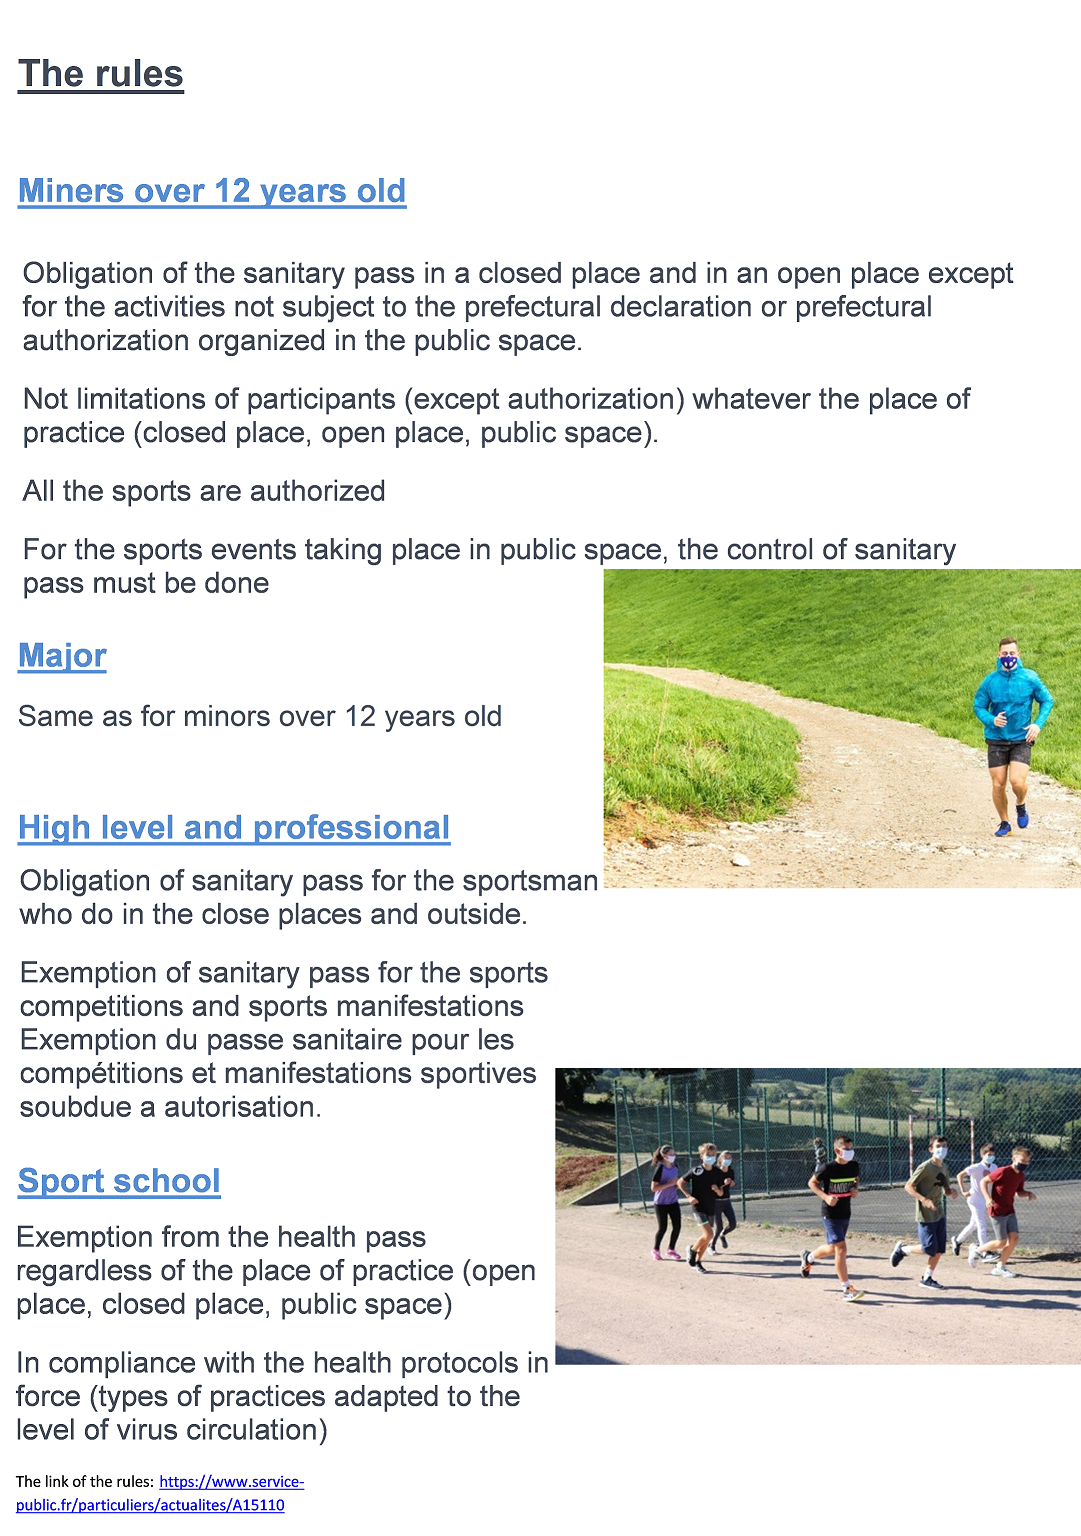 The rules
Miners over 12 years old
Obligation of the sanitary pass in a closed place and in an open place except
for the activities not subject to the prefectural declaration or prefectural
authorization organized in the public space.
Not limitations of participants (except authorization) whatever the place of
practice (closed place, open place, public space).
All the sports are authorized
For the sports events taking place in public space, the control of sanitary
pass must be done
Major
Same as for minors over 12 years old
High level and professional
Obligation of sanitary pass for the sportsman
who do in the close places and outside.
Exemption of sanitary pass for the sports
competitions and sports manifestations
Exemption du passe sanitaire pour les
compétitions et manifestations sportives
soubdue a autorisation.
Sport school
Exemption from the health pass
regardless of the place of practice (open
place, closed place, public space)
In compliance with the health protocols in
force (types of practices adapted to the
level of virus circulation)
The link of the rules: https://www.service-
public.fr/particuliers/actualites/A15110